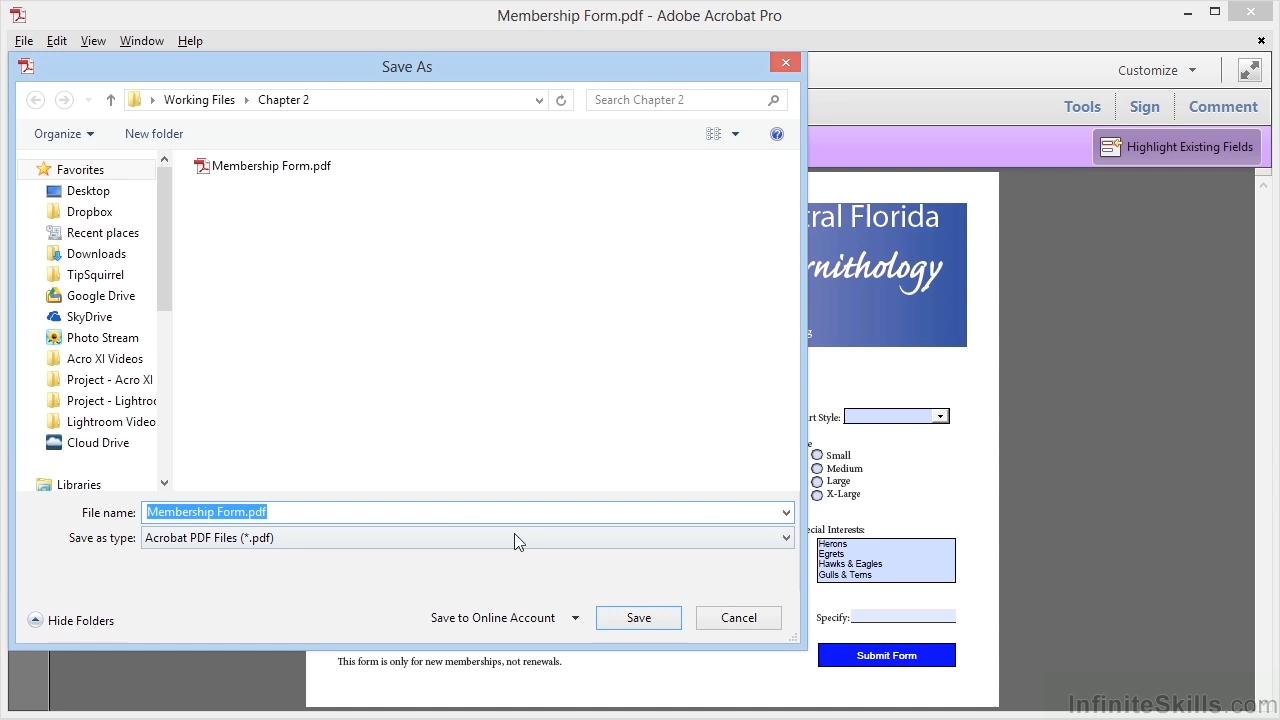 Membership Form.pdf - Adobe Acrobat Pro
File Edit View Window Help
Save As
Customize
Working Files Chapter 2
Search Chapter 2
Tools Sign Comment
Organize New folder
Highlight Existing Fields
Favorites
Desktop
Dropbox
Recent places
Downloads
TipSquirrel
Google Drive
SkyDrive
Photo Stream
Acro XI Videos
Project - Acro XI
Project - Lightroo
Lightroom Video
Cloud Drive
Libraries
Membership Form.pdf
File name: Membership Form.pdf
Save as type: Acrobat PDF Files (*.pdf)
Hide Folders
Save to Online Account Save Cancel
tral Florida
rnithology
g
rt Style:
e
Small
Medium
Large
X-Large
ecial Interests:
Herons
Egrets
Hawks & Eagles
Gulls & Terns
Specify:
Submit Form
This form is only for new memberships, not renewals.
InfiniteSkills.com